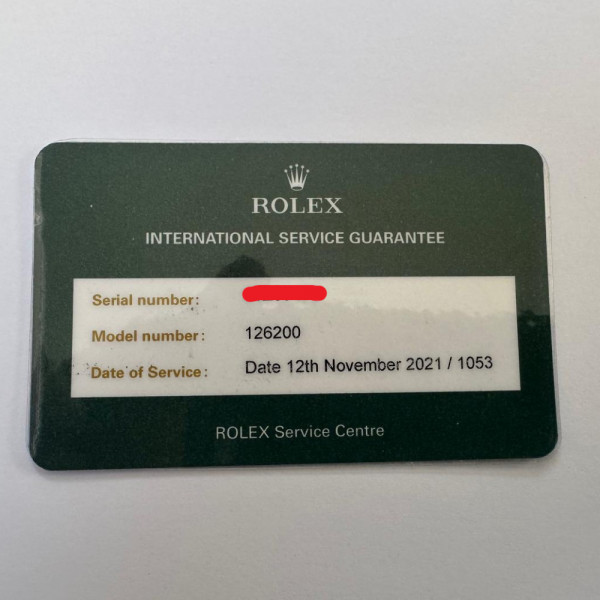 ROLEX
INTERNATIONAL SERVICE GUARANTEE
Serial number:
Model number: 126200
Date of Service: Date 12th November 2021 / 1053
ROLEX Service Centre